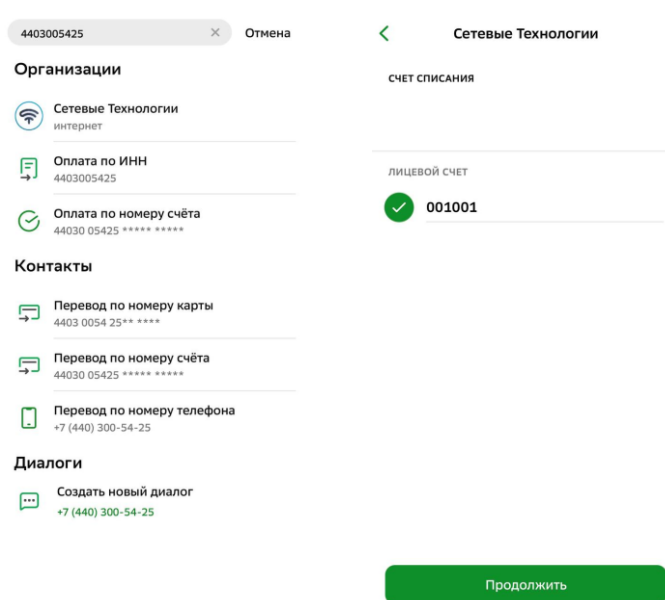 4403005425
Отмена
Организации
Сетевые Технологии
интернет
Оплата по ИНН
4403005425
Оплата по номеру счёта
44030 05425 ***** *****
Контакты
Перевод по номеру карты
4403 0054 25** ****
Перевод по номеру счёта
44030 05425 ***** *****
Перевод по номеру телефона
+7 (440) 300-54-25
Диалоги
Создать новый диалог
+7 (440) 300-54-25
Сетевые Технологии
СЧЕТ СПИСАНИЯ
ЛИЦЕВОЙ СЧЕТ
001001
Продолжить